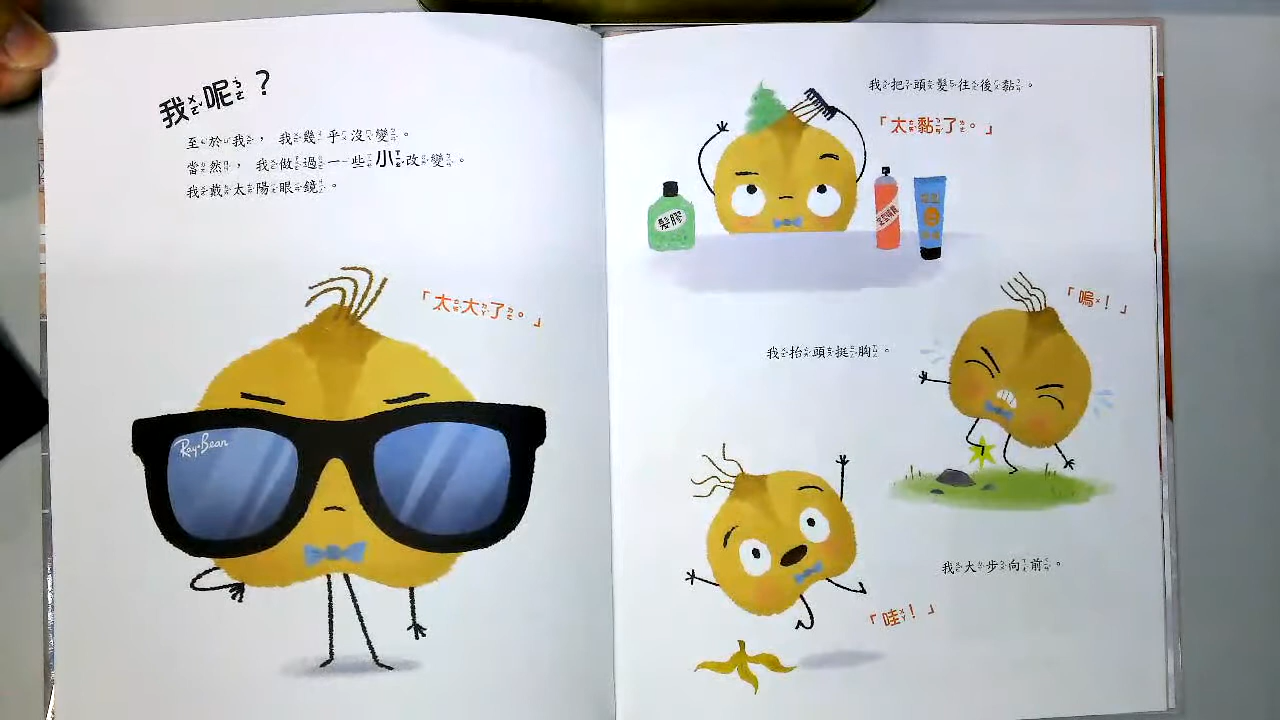 我呢？
至於我，我幾乎沒變。
當然，我做過一些小改變。
我戴太陽眼鏡。
「太大了。」
Ray-Bean
我把頭髮往後黏。
「太黏了。」
髮膠
我抬頭挺胸。
「嗚！」
我大步向前。
「哇！」